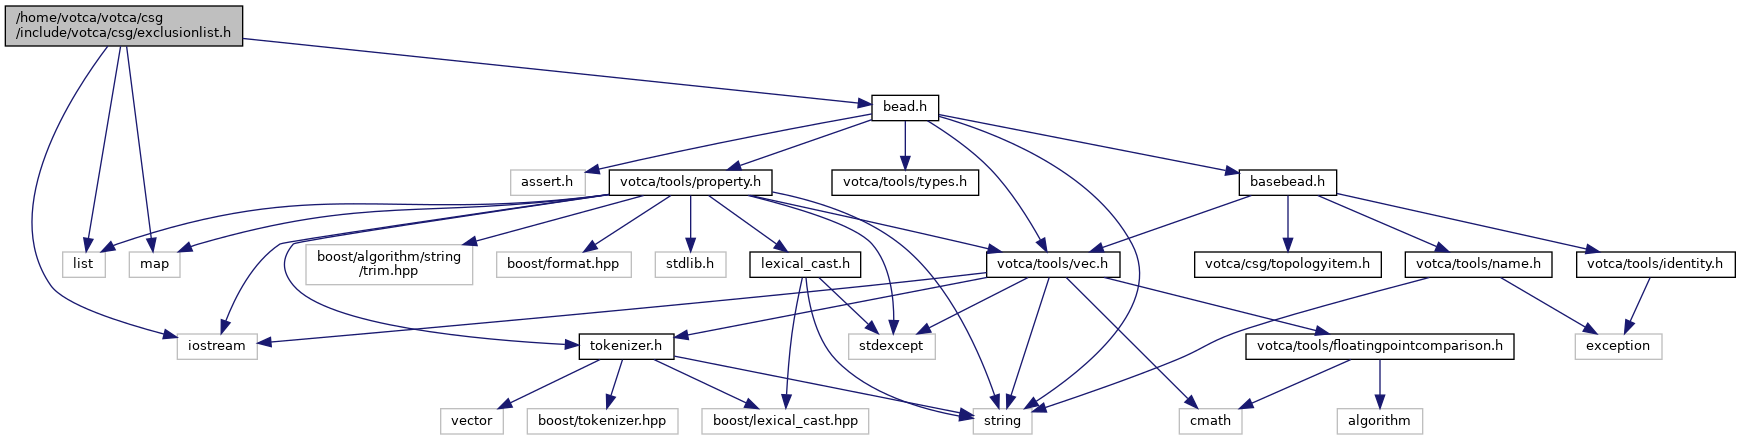 /home/votca/votca/csg
/include/votca/csg/exclusionlist.h
bead.h
assert.h
votca/tools/property.h
votca/tools/types.h
basebead.h
list
map
boost/algorithm/string
/trim.hpp
boost/format.hpp
stdlib.h
lexical_cast.h
votca/tools/vec.h
votca/csg/topologyitem.h
votca/tools/name.h
votca/tools/identity.h
iostream
tokenizer.h
stdexcept
votca/tools/floatingpointcomparison.h
exception
vector
boost/tokenizer.hpp
boost/lexical_cast.hpp
string
cmath
algorithm